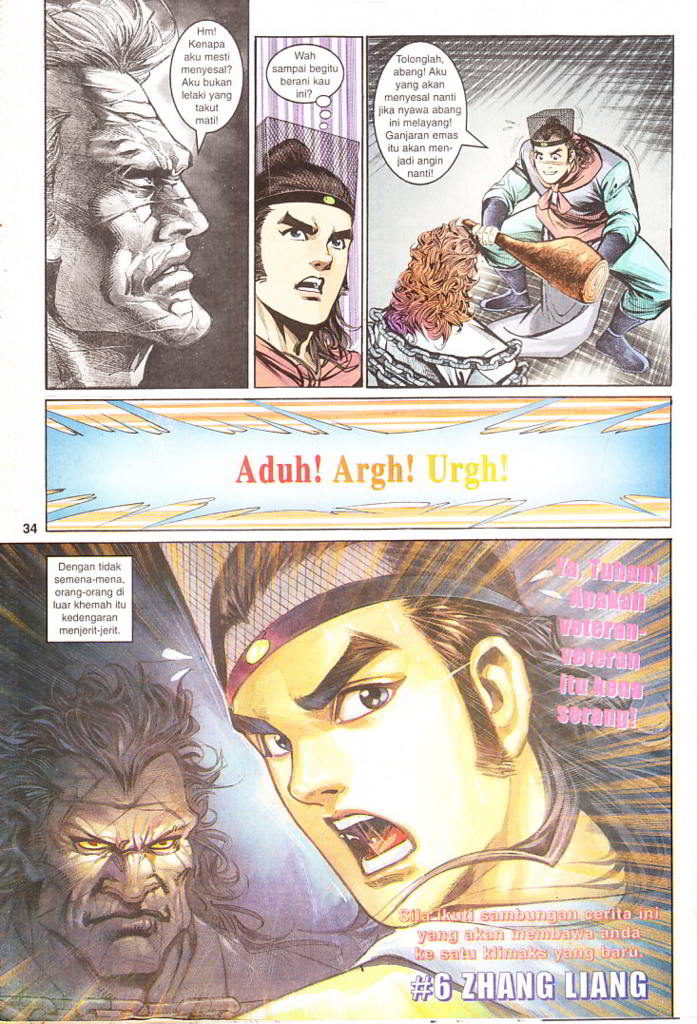 Hm!
Kenapa
aku mesti
menyesal?
Aku bukan
lelaki yang
takut
mati!
Wah
sampai begitu
berani kau
ini?
Tolonglah,
abang! Aku
yang akan
menyesal nanti
jika nyawa abang
ini melayang!
Ganjaran emas
itu akan men-
jadi angin
nanti!
Aduh! Argh! Urgh!
34
Dengan tidak
semena-mena,
orang-orang di
luar khemah itu
kedengaran
menjerit-jerit.
Ya, Tuhan!
Apakah
veteran-
veteran
itu kena
serang!
Sila ikuti sambungan cerita ini
yang akan membawa anda
ke satu klimaks yang baru.
#6 ZHANG LIANG